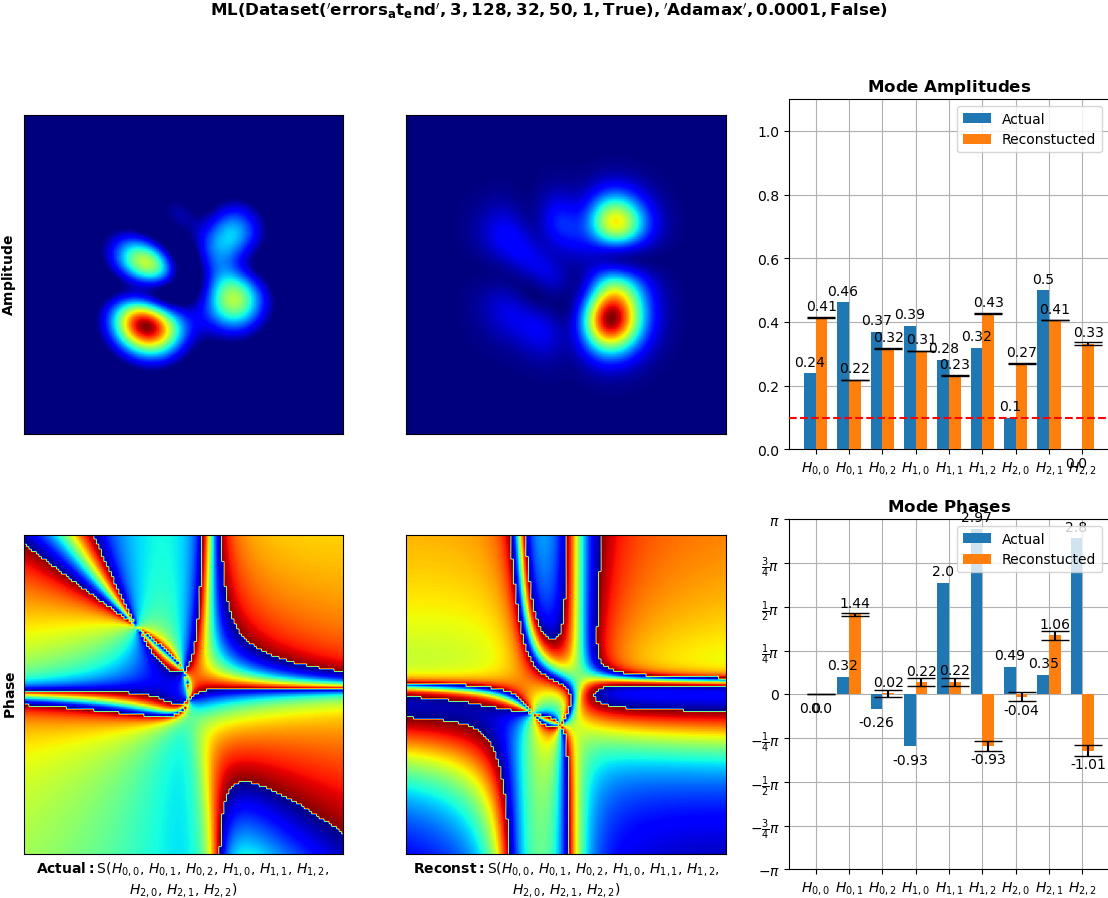 ML(Dataset('errors_at_end', 3, 128, 32, 50, 1, True), 'Adamax', 0.0001, False)
Amplitude
Mode Amplitudes
Actual
Reconstucted
1.0
0.8
0.6
0.4
0.2
0.0
0.24 0.41 0.46 0.22 0.37 0.32 0.39 0.31 0.28 0.23 0.32 0.43 0.1 0.27 0.5 0.41 0.0 0.33
H0,0 H0,1 H0,2 H1,0 H1,1 H1,2 H2,0 H2,1 H2,2
Phase
Mode Phases
Actual
Reconstucted
π
3/4π
1/2π
1/4π
0
-1/4π
-1/2π
-3/4π
-π
0.0 0.0 0.32 1.44 -0.26 0.02 -0.93 0.22 2.0 0.22 2.97 -0.93 0.49 -0.04 0.35 1.06 2.8 -1.01
H0,0 H0,1 H0,2 H1,0 H1,1 H1,2 H2,0 H2,1 H2,2
Actual: S(H0,0, H0,1, H0,2, H1,0, H1,1, H1,2,
H2,0, H2,1, H2,2)
Reconst: S(H0,0, H0,1, H0,2, H1,0, H1,1, H1,2,
H2,0, H2,1, H2,2)